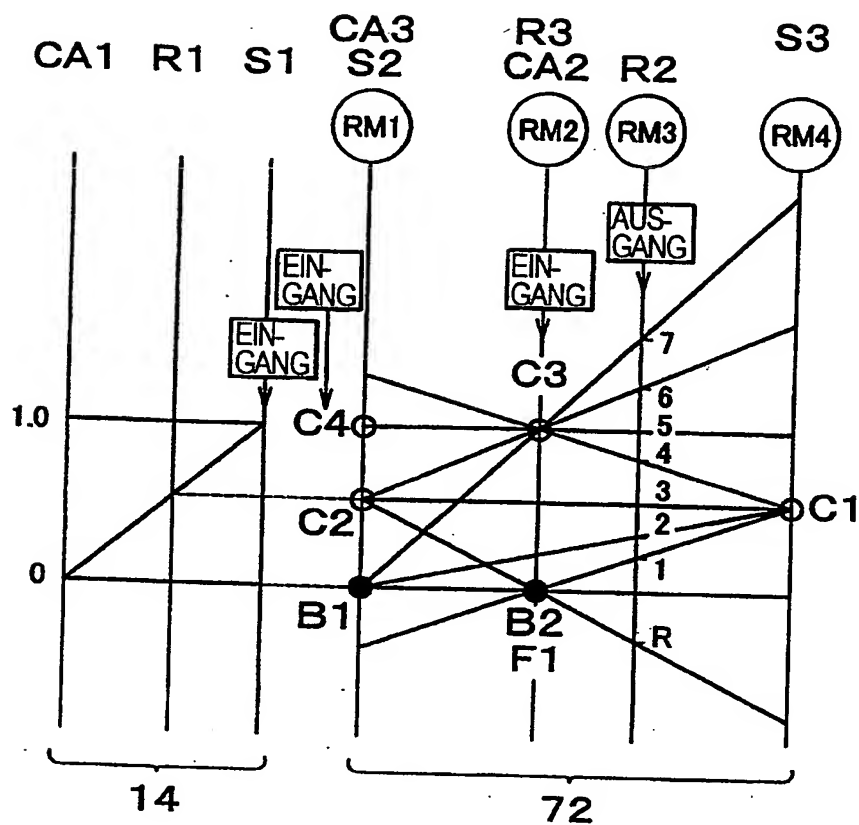 CA1 R1 S1 CA3 R3 R2 S3
S2 CA2
RM1 RM2 RM3 RM4
AUS-
GANG
EIN-
GANG
EIN-
GANG
EIN-
GANG
7
C3
6
1.0
C4
5
4
C2
3
C1
2
0
1
B1
B2
R
F1
14
72